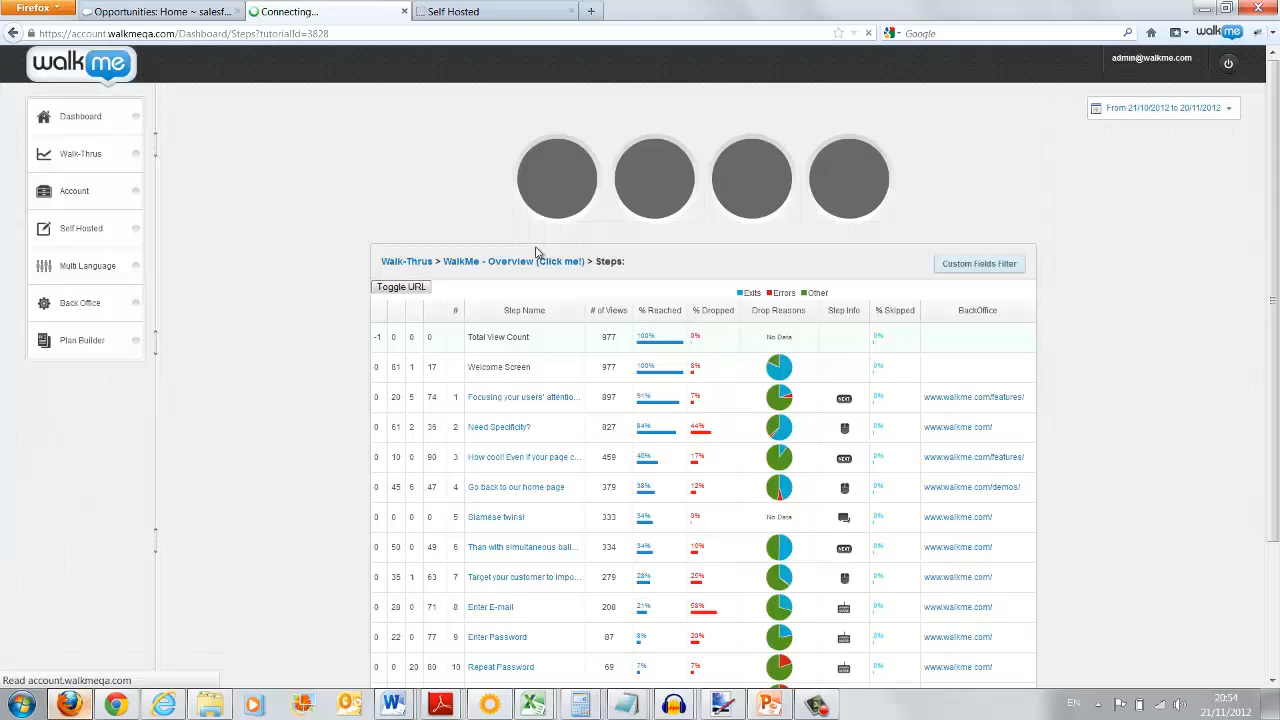 Firefox
Opportunities: Home ~ salesf...
Connecting...
Self Hosted
https://account.walkmeqa.com/Dashboard/Steps?tutorialId=3828
Google
walkme
walkme
admin@walkme.com
Dashboard
Walk-Thrus
Account
Self Hosted
Multi Language
Back Office
Plan Builder
From 21/10/2012 to 20/11/2012
Walk-Thrus > WalkMe - Overview (Click me!) > Steps:
Custom Fields Filter
Toggle URL
Exits Errors Other
# Step Name # of Views % Reached % Dropped Drop Reasons Step Info % Skipped BackOffice
-1 0 0 0 Total View Count 977 100% 0% No Data 0%
0 81 1 17 Welcome Screen 977 100% 8% 0%
0 20 5 74 1 Focusing your users' attentio... 897 91% 7% NEXT 0% www.walkme.com/features/
0 61 2 36 2 Need Specificity? 827 84% 44% 0% www.walkme.com/
0 10 0 90 3 How cool! Even if your page c... 459 46% 17% NEXT 0% www.walkme.com/features/
0 45 6 47 4 Go back to our home page 379 38% 12% 0% www.walkme.com/demos/
0 0 0 0 5 Siamese twins! 333 34% 0% No Data 0% www.walkme.com/
0 50 0 49 6 Than with simultaneous ball... 334 34% 10% NEXT 0% www.walkme.com/
0 35 1 63 7 Target your customer to impo... 279 28% 25% 0% www.walkme.com/
0 28 0 71 8 Enter E-mail 208 21% 58% 0% www.walkme.com/
0 22 0 77 9 Enter Password 87 8% 20% 0% www.walkme.com/
0 0 20 80 10 Repeat Password 69 7% 7% 0% www.walkme.com/
Read account.walkmeqa.com
EN
20:54
21/11/2012